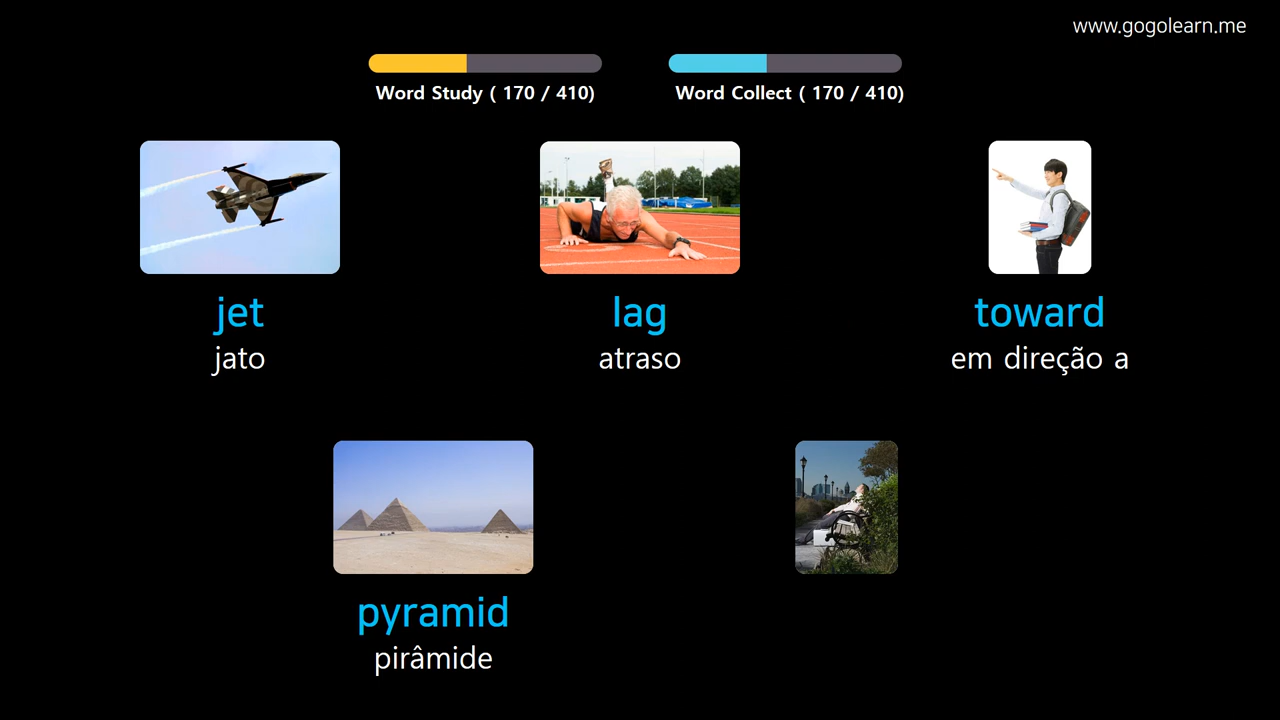 www.gogolearn.me
Word Study ( 170 / 410)
Word Collect ( 170 / 410)
jet
lag
toward
jato
atraso
em direção a
pyramid
pirâmide